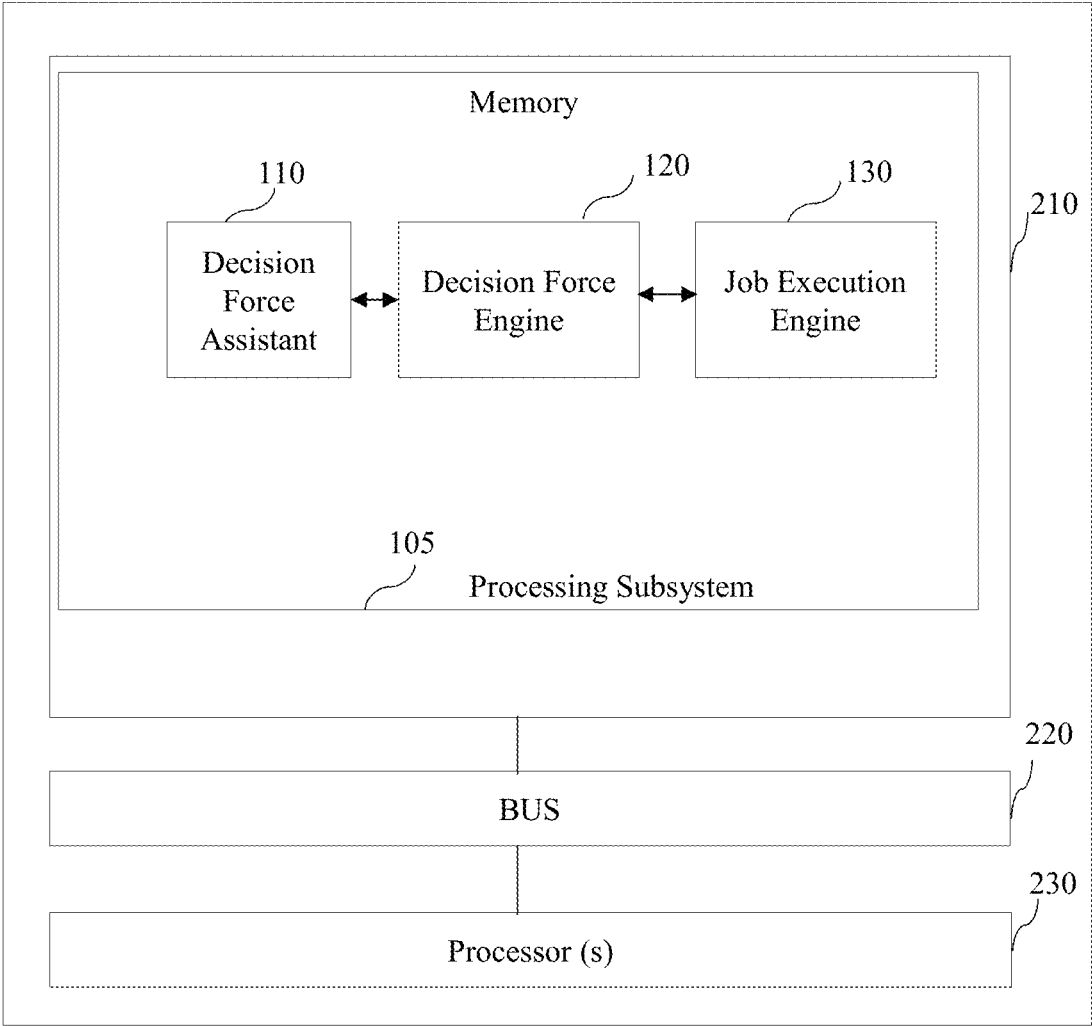 Memory
110
120
130
210
Decision
Force
Assistant
Decision Force
Engine
Job Execution
Engine
105
Processing Subsystem
220
BUS
230
Processor (s)